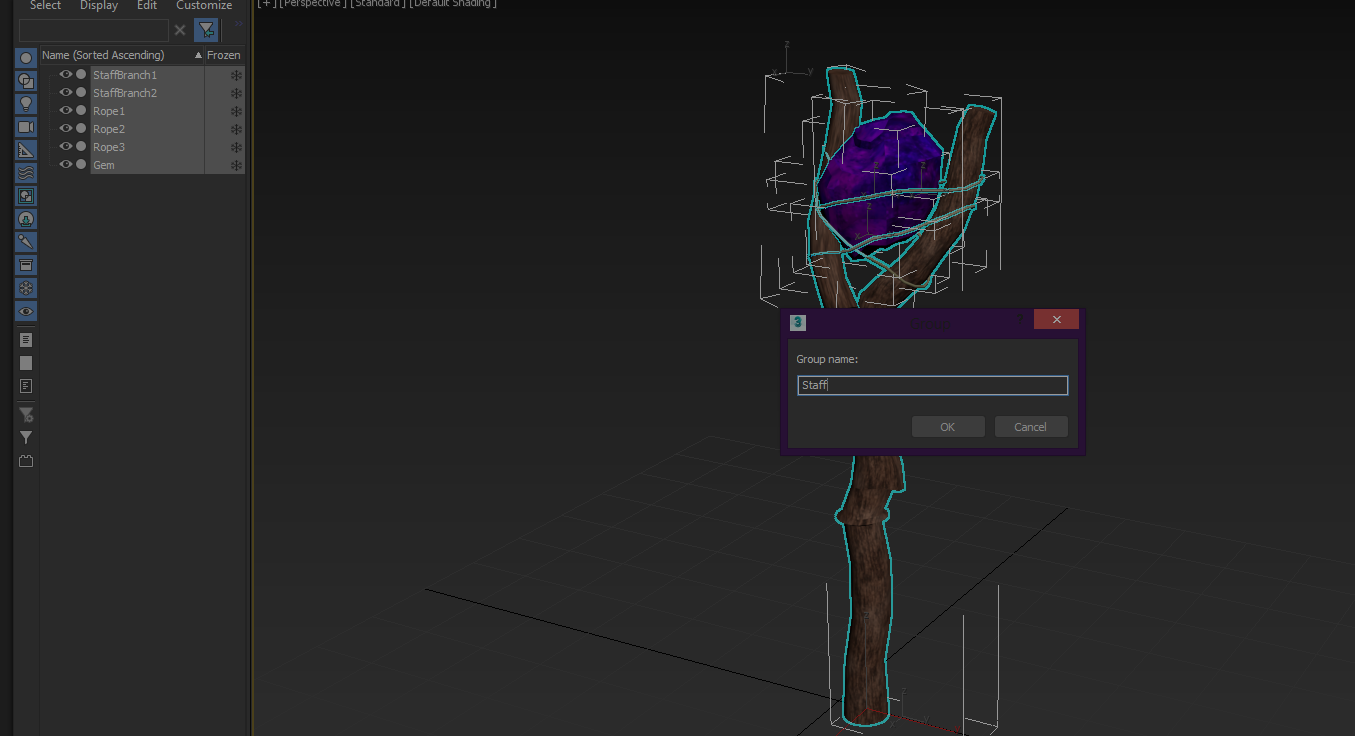 Select Display Edit Customize
[+] [Perspective] [Standard] [Default Shading]
Name (Sorted Ascending) ▲ Frozen
StaffBranch1
StaffBranch2
Rope1
Rope2
Rope3
Gem
Group name:
Staff
OK Cancel